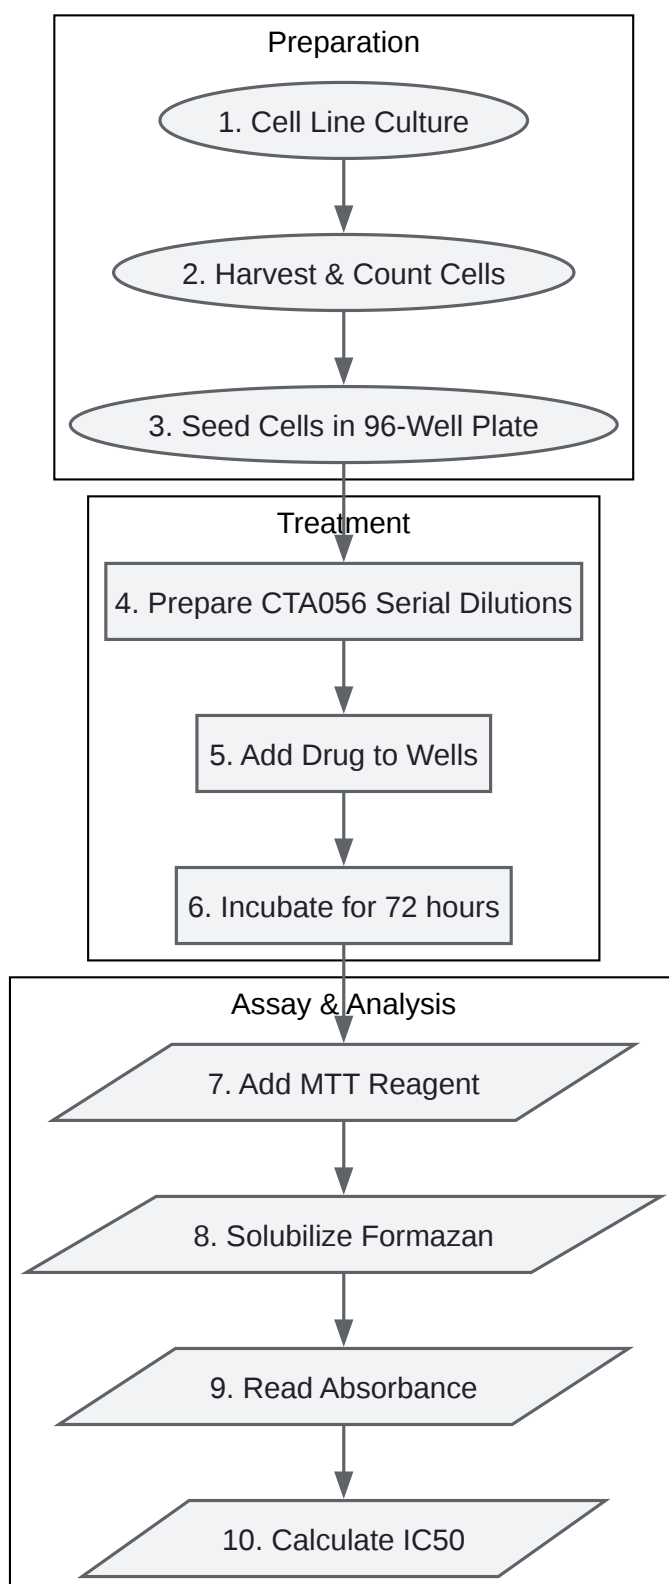 Preparation
1. Cell Line Culture
2. Harvest & Count Cells
3. Seed Cells in 96-Well Plate
Treatment
4. Prepare CTA056 Serial Dilutions
5. Add Drug to Wells
6. Incubate for 72 hours
Assay & Analysis
7. Add MTT Reagent
8. Solubilize Formazan
9. Read Absorbance
10. Calculate IC50